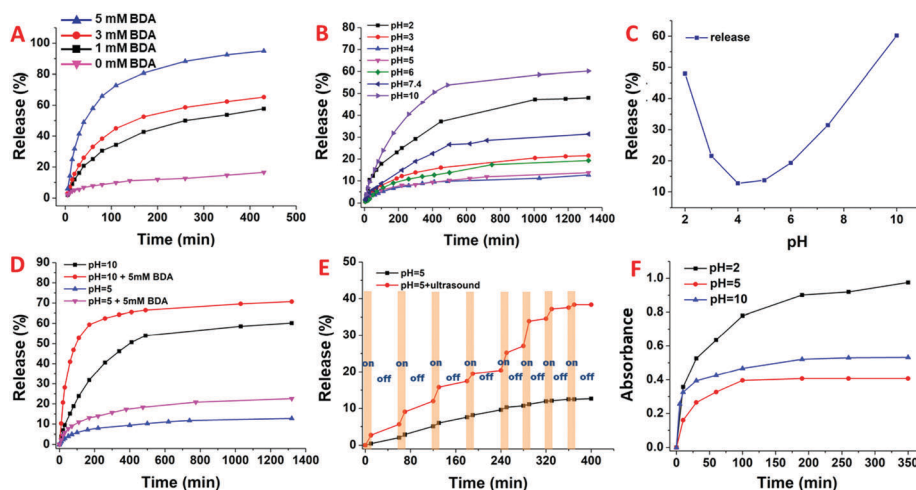 A
5 mM BDA
3 mM BDA
1 mM BDA
0 mM BDA
Release (%)
100
80
60
40
20
0
0 100 200 300 400 500
Time (min)
B
pH=2
pH=3
pH=4
pH=5
pH=6
pH=7.4
pH=10
Release (%)
80
70
60
50
40
30
20
10
0
0 200 400 600 800 1000 1200 1400
Time (min)
C
release
Release (%)
60
50
40
30
20
10
2 4 6 8 10
pH
D
pH=10
pH=10 + 5mM BDA
pH=5
pH=5 + 5mM BDA
Release (%)
90
80
70
60
50
40
30
20
10
0
0 200 400 600 800 1000 1200 1400
Time (min)
E
pH=5
pH=5+ultrasound
Release (%)
50
40
30
20
10
0
on on on on on on on on
off off off off off off off off
0 80 160 240 320 400
Time (min)
F
pH=2
pH=5
pH=10
Absorbance
1.0
0.8
0.6
0.4
0.2
0.0
0 50 100 150 200 250 300 350
Time (min)